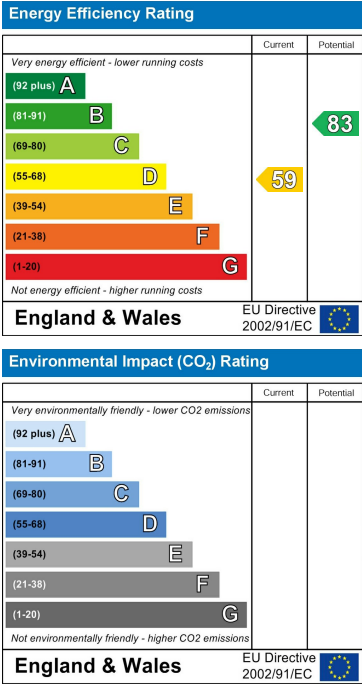 Energy Efficiency Rating
Current Potential
Very energy efficient - lower running costs
(92 plus) A
(81-91) B
83
(69-80) C
(55-68) D
59
(39-54) E
(21-38) F
(1-20) G
Not energy efficient - higher running costs
England & Wales
EU Directive
2002/91/EC
Environmental Impact (CO₂) Rating
Current Potential
Very environmentally friendly - lower CO2 emissions
(92 plus) A
(81-91) B
(69-80) C
(55-68) D
(39-54) E
(21-38) F
(1-20) G
Not environmentally friendly - higher CO2 emissions
England & Wales
EU Directive
2002/91/EC